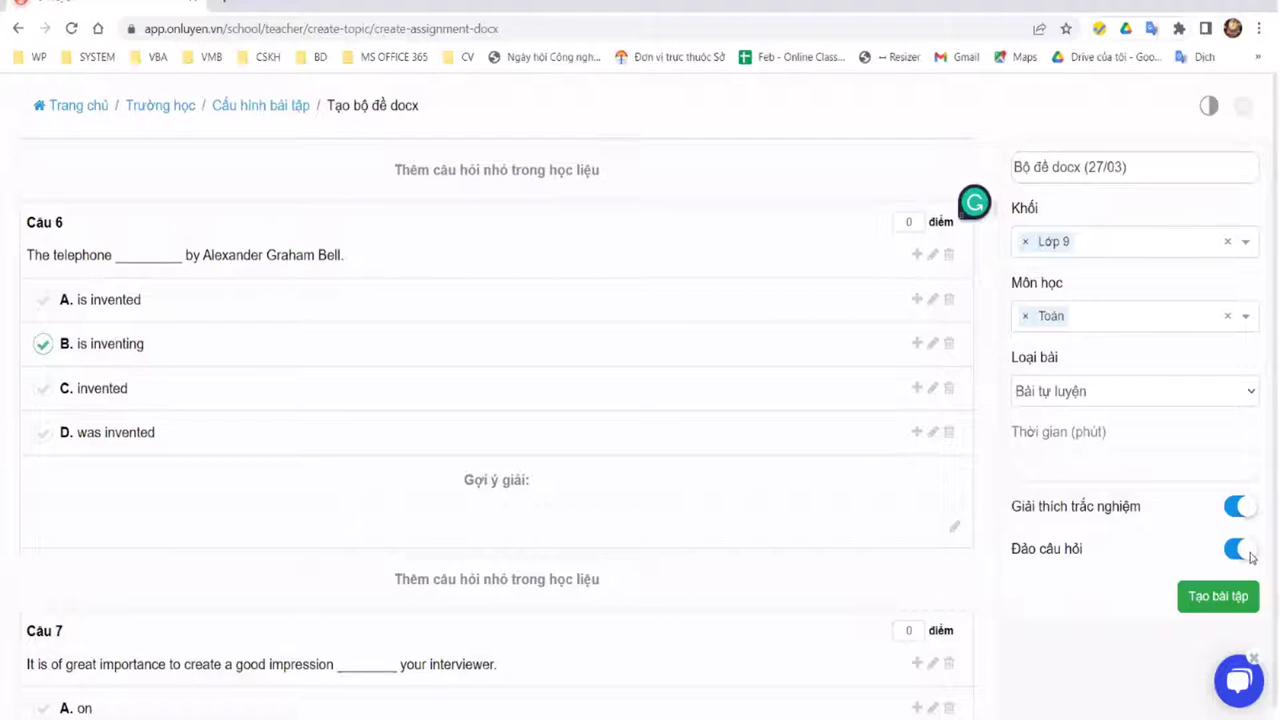 app.onluyen.vn/school/teacher/create-topic/create-assignment-docx
WP SYSTEM VBA VMB CSKH BD MS OFFICE 365 CV Ngày hội Công ngh... Đơn vị trực thuộc Sở Feb - Online Class... -- Resizer Gmail Maps Drive của tôi - Goo... Dịch »
Trang chủ / Trường học / Cấu hình bài tập / Tạo bộ đề docx
Thêm câu hỏi nhỏ trong học liệu
Bộ đề docx (27/03)
Khối
× Lớp 9
Môn học
× Toán
Loại bài
Bài tự luyện
Thời gian (phút)
Giải thích trắc nghiệm
Đảo câu hỏi
Tạo bài tập
Câu 6
0 điểm
The telephone _________ by Alexander Graham Bell.
A. is invented
B. is inventing
C. invented
D. was invented
Gợi ý giải:
Thêm câu hỏi nhỏ trong học liệu
Câu 7
0 điểm
It is of great importance to create a good impression ________ your interviewer.
A. on